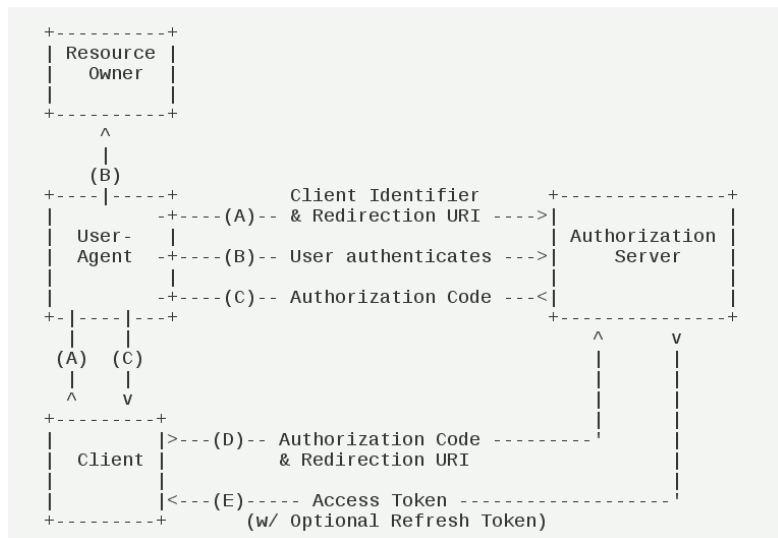 +----------+
| Resource |
|   Owner  |
|          |
+----------+
     ^
     |
    (B)
+----|-----+          Client Identifier      +---------------+
|         -+----(A)-- & Redirection URI ---->|               |
|  User-   |                                 | Authorization |
|  Agent  -+----(B)-- User authenticates --->|     Server    |
|          |                                 |               |
|         -+----(C)-- Authorization Code ---<|               |
+-|----|---+                                 +---------------+
  |    |                                         ^      v
 (A)  (C)                                        |      |
  |    |                                         |      |
  ^    v                                         |      |
+---------+                                      |      |
|         |>---(D)-- Authorization Code ---------'      |
|  Client |          & Redirection URI                  |
|         |                                             |
|         |<---(E)----- Access Token -------------------'
+---------+       (w/ Optional Refresh Token)